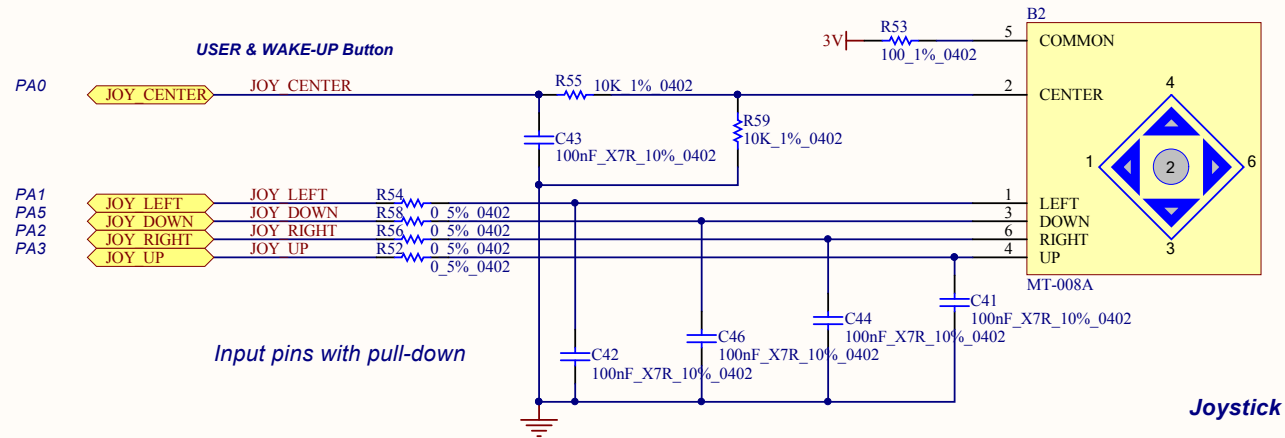 B2
R53
3V
100_1%_0402
5
COMMON
USER & WAKE-UP Button
PA0
JOY_CENTER
JOY_CENTER
R55
10K_1%_0402
2
CENTER
4
R59
10K_1%_0402
C43
100nF_X7R_10%_0402
1
2
6
3
PA1
JOY_LEFT
JOY_LEFT
R54
0_5%_0402
1
LEFT
PA5
JOY_DOWN
JOY_DOWN
R58
0_5%_0402
3
DOWN
PA2
JOY_RIGHT
JOY_RIGHT
R56
0_5%_0402
6
RIGHT
PA3
JOY_UP
JOY_UP
R52
0_5%_0402
4
UP
MT-008A
C41
100nF_X7R_10%_0402
C44
100nF_X7R_10%_0402
C46
100nF_X7R_10%_0402
C42
100nF_X7R_10%_0402
Input pins with pull-down
Joystick